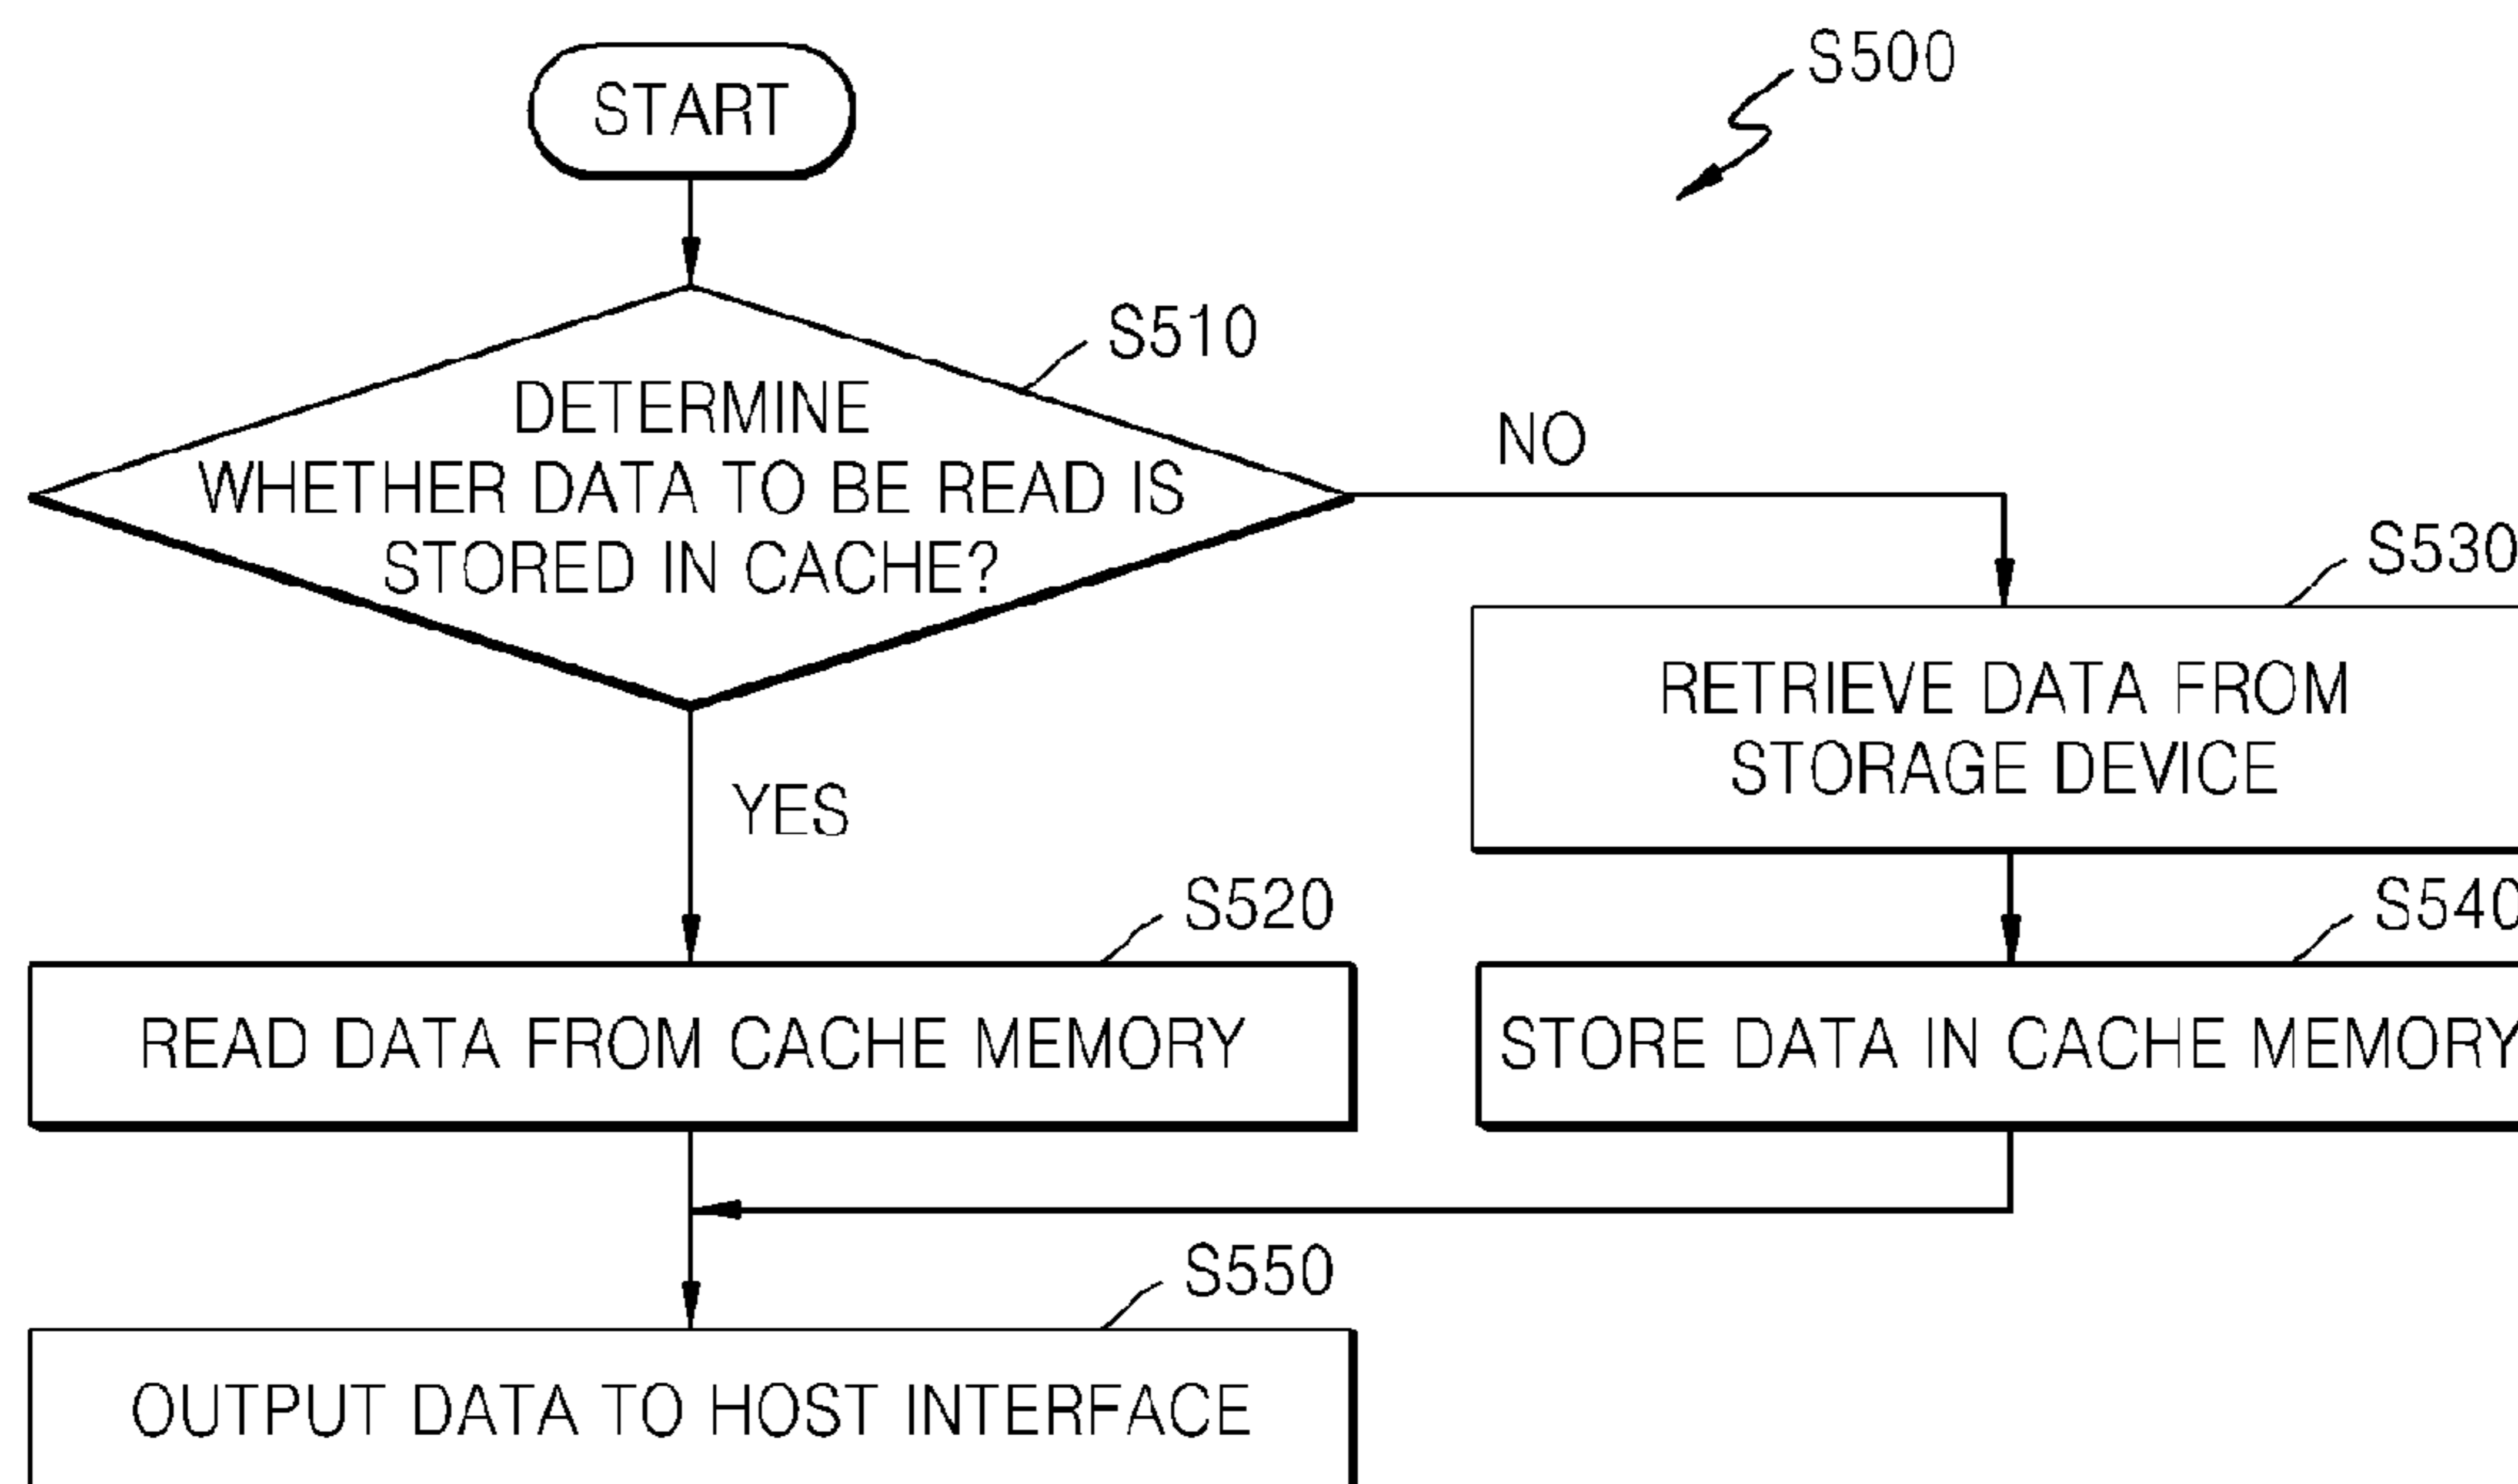 START
S500
S510
DETERMINE
WHETHER DATA TO BE READ IS
STORED IN CACHE?
NO
S530
RETRIEVE DATA FROM
STORAGE DEVICE
YES
S520
READ DATA FROM CACHE MEMORY
S540
STORE DATA IN CACHE MEMORY
S550
OUTPUT DATA TO HOST INTERFACE